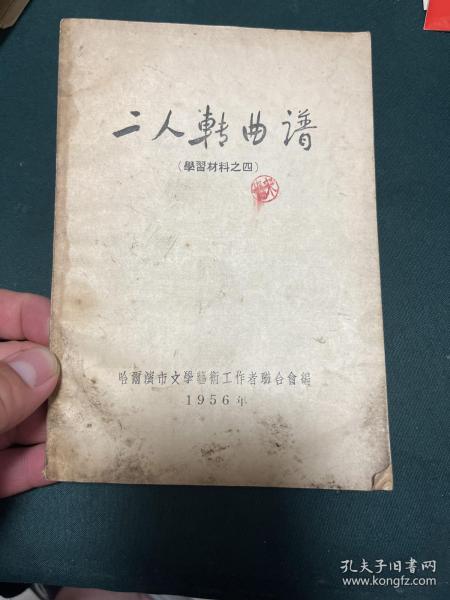 二人轉曲谱
（學習材料之四）
哈爾濱市文學藝術工作者聯合會編
1956年
孔夫子旧书网
www.kongfz.com